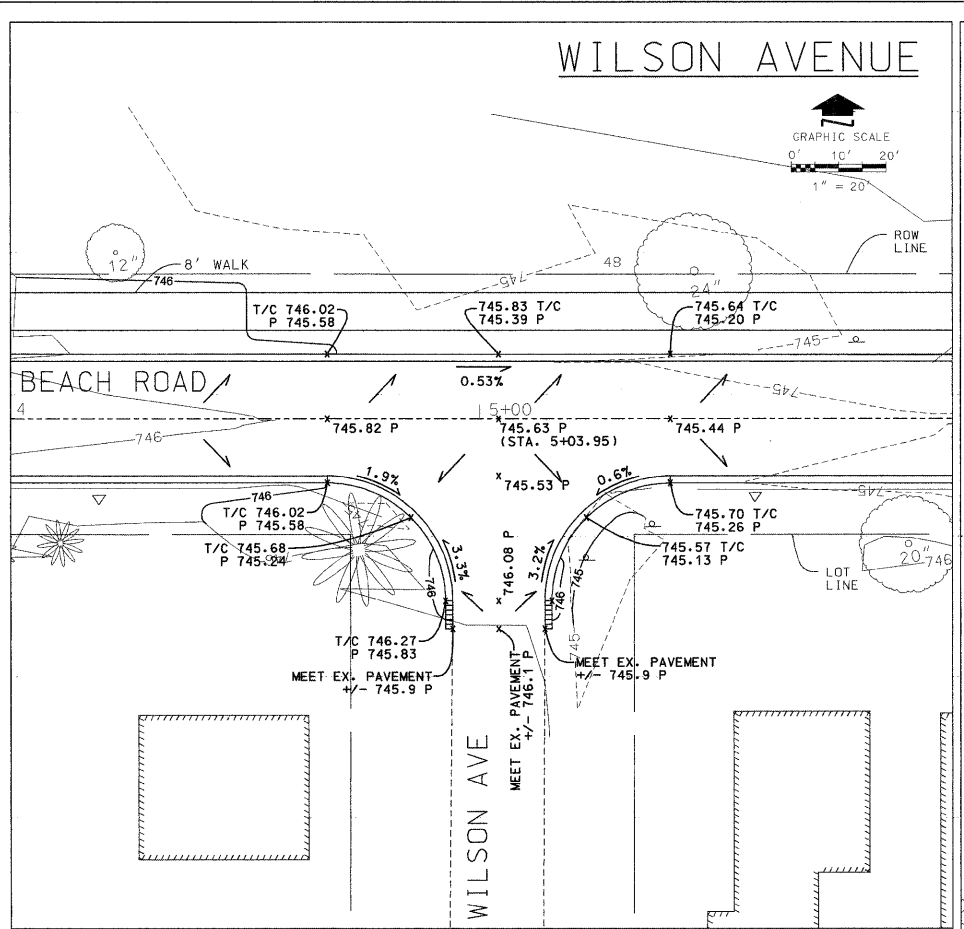 WILSON AVENUE
GRAPHIC SCALE
0' 10' 20'
1" = 20'
ROW
LINE
12"
8' WALK
746
745
48
24"
T/C 746.02
P 745.58
745.83 T/C
745.39 P
745.64 T/C
745.20 P
745
BEACH ROAD
0.53%
745
4
5+00
746
745.82 P
745.63 P
(STA. 5+03.95)
745.44 P
1.9%
0.6%
745.53 P
745
746
T/C 746.02
P 745.58
745.70 T/C
745.26 P
T/C 745.68
P 745.24
745.57 T/C
745.13 P
3.3%
746.08 P
3.2%
20"
746
LOT
LINE
746
746
745
745
T/C 746.27
P 745.83
MEET EX. PAVEMENT
+/- 745.9 P
MEET EX. PAVEMENT
+/- 746.1 P
MEET EX. PAVEMENT
+/- 745.9 P
WILSON AVE